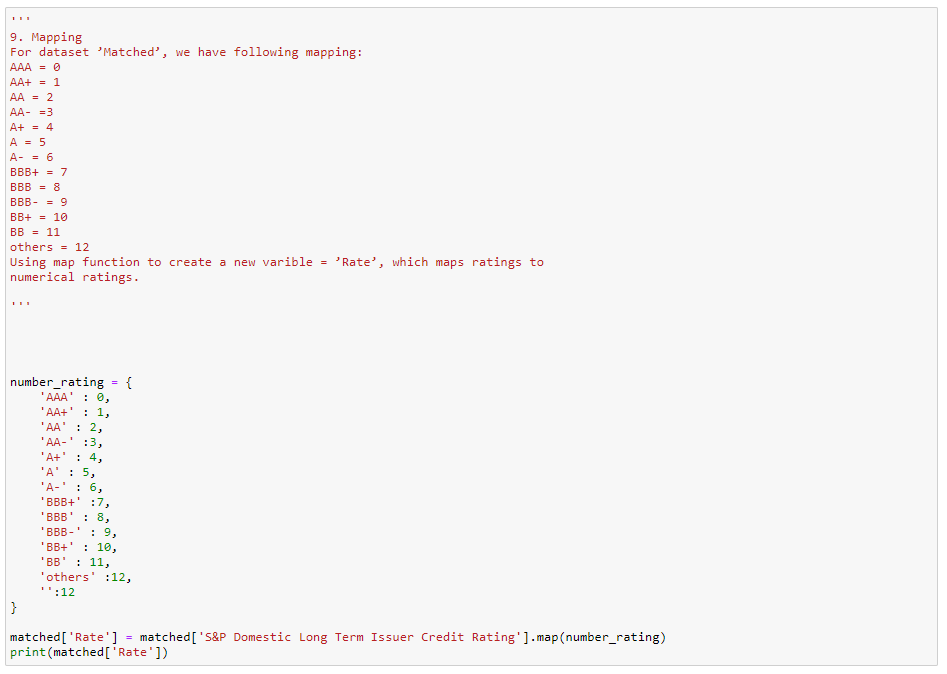 '''
9. Mapping
For dataset ’Matched’, we have following mapping:
AAA = 0
AA+ = 1
AA = 2
AA- =3
A+ = 4
A = 5
A- = 6
BBB+ = 7
BBB = 8
BBB- = 9
BB+ = 10
BB = 11
others = 12
Using map function to create a new varible = ’Rate’, which maps ratings to
numerical ratings.
'''
number_rating = {
    'AAA' : 0,
    'AA+' : 1,
    'AA' : 2,
    'AA-' :3,
    'A+' : 4,
    'A' : 5,
    'A-' : 6,
    'BBB+' :7,
    'BBB' : 8,
    'BBB-' : 9,
    'BB+' : 10,
    'BB' : 11,
    'others' :12,
    '':12
}
matched['Rate'] = matched['S&P Domestic Long Term Issuer Credit Rating'].map(number_rating)
print(matched['Rate'])